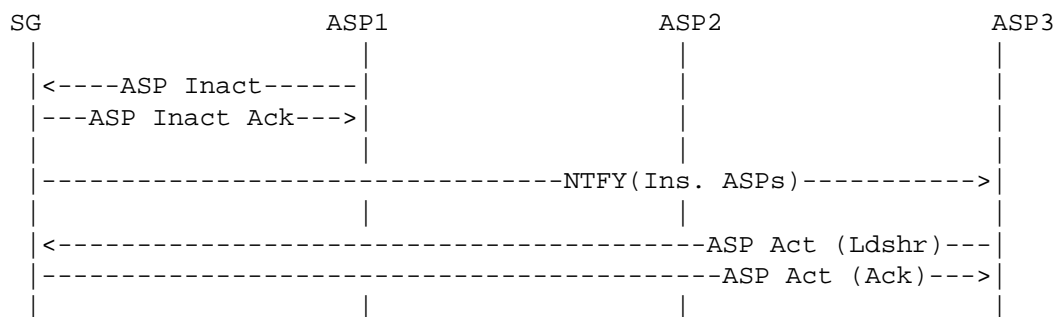 SG                   ASP1                 ASP2                 ASP3
 |                    |                    |                    |
 |<----ASP Inact------|                    |                    |
 |---ASP Inact Ack--->|                    |                    |
 |                    |                    |                    |
 |---------------------------------NTFY(Ins. ASPs)----------->|
 |                    |                    |                    |
 |<-----------------------------------------ASP Act (Ldshr)---|
 |------------------------------------------ASP Act (Ack)--->|
 |                    |                    |                    |